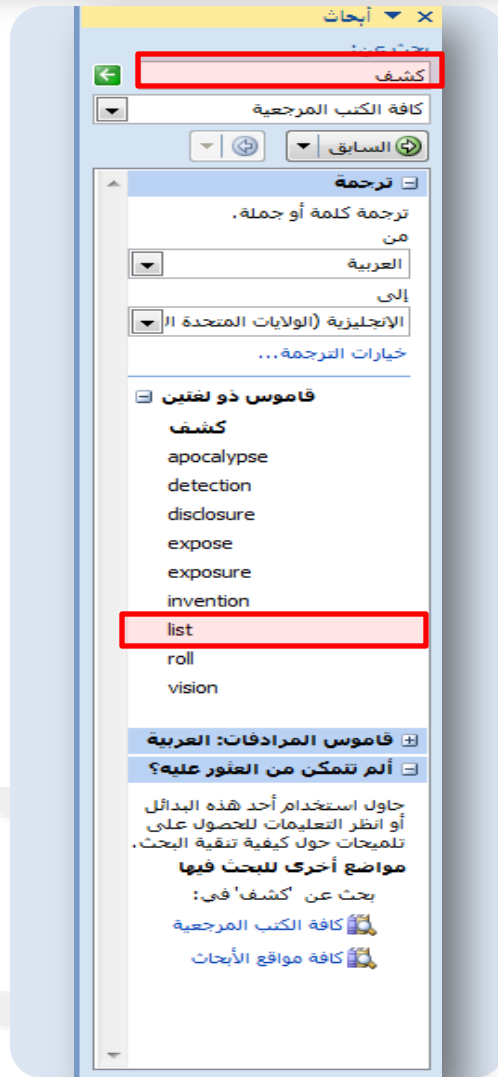 أبحاث
بحث عن:
كشف
كافة الكتب المرجعية
السابق
ترجمة
ترجمة كلمة أو جملة.
من
العربية
إلى
الإنجليزية (الولايات المتحدة ال
خيارات الترجمة...
قاموس ذو لغتين
كشف
apocalypse
detection
disclosure
expose
exposure
invention
list
roll
vision
قاموس المرادفات: العربية
ألم تتمكن من العثور عليه؟
حاول استخدام أحد هذه البدائل
أو انظر التعليمات للحصول على
تلميحات حول كيفية تنقية البحث.
مواضع أخرى للبحث فيها
بحث عن 'كشف' في:
كافة الكتب المرجعية
كافة مواقع الأبحاث